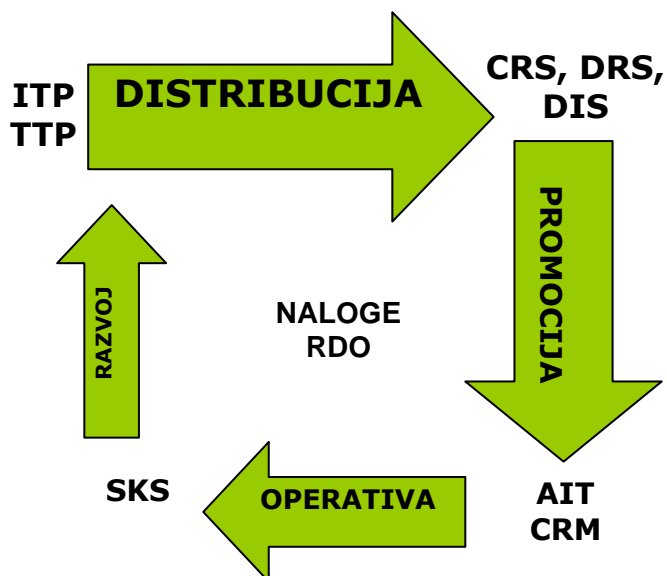 ITP
TTP
DISTRIBUCIJA
CRS, DRS,
DIS
PROMOCIJA
RAZVOJ
NALOGE
RDO
SKS
OPERATIVA
AIT
CRM